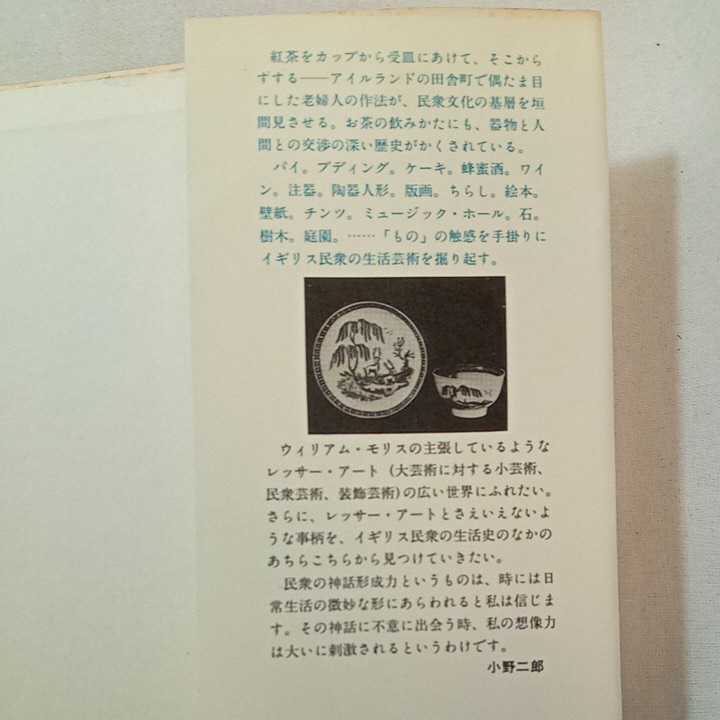 紅茶をカップから受皿にあけて、そこから
すする――アイルランドの田舎町で偶たま目
にした老婦人の作法が、民衆文化の基層を垣
間見させる。お茶の飲みかたにも、器物と人
間との交渉の深い歴史がかくされている。
パイ。プディング。ケーキ。蜂蜜酒。ワイ
ン。注器。陶器人形。版画。ちらし。絵本。
壁紙。チンツ。ミュージック・ホール。石。
樹木。庭園。……「もの」の触感を手掛りに
イギリス民衆の生活芸術を掘り起す。
ウィリアム・モリスの主張しているような
レッサー・アート（大芸術に対する小芸術、
民衆芸術、装飾芸術)の広い世界にふれたい。
さらに、レッサー・アートとさえいえないよ
うな事柄を、イギリス民衆の生活史のなかの
あちらこちらから見つけていきたい。
民衆の神話形成力というものは、時には日
常生活の微妙な形にあらわれると私は信じま
す。その神話に不意に出会う時、私の想像力
は大いに刺激されるというわけです。
小野二郎